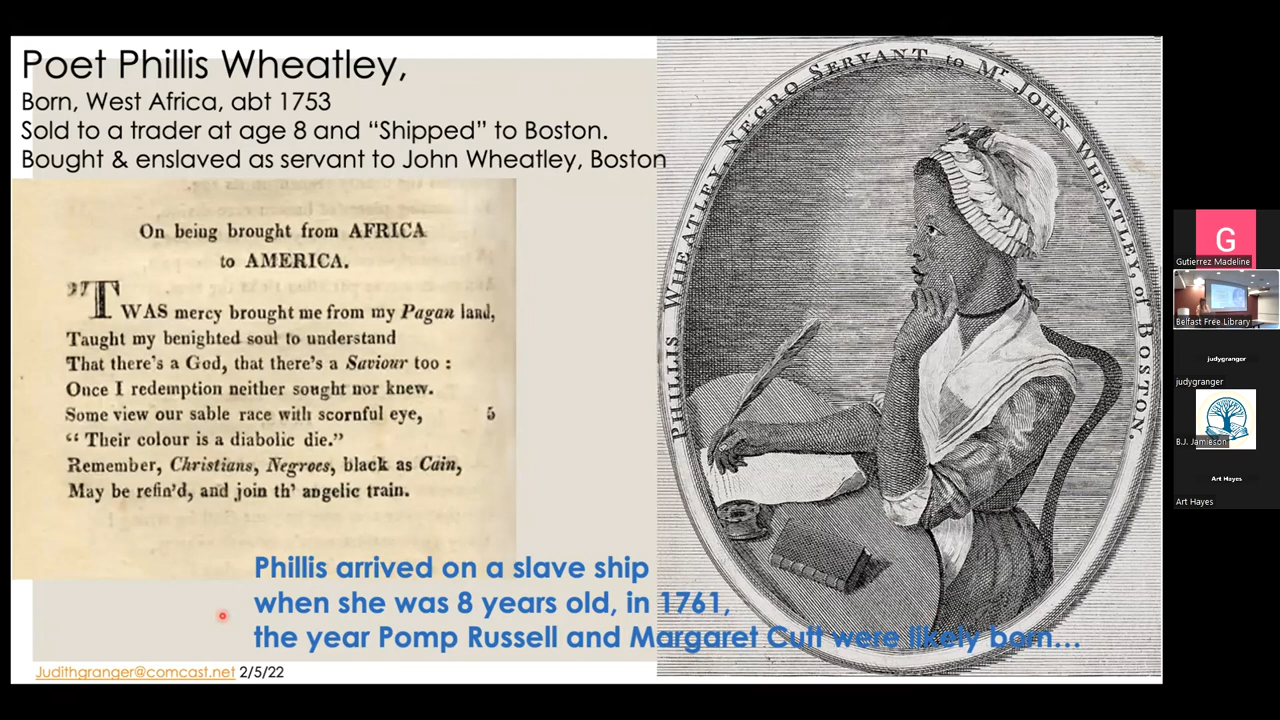 Poet Phillis Wheatley,
Born, West Africa, abt 1753
Sold to a trader at age 8 and “Shipped” to Boston.
Bought & enslaved as servant to John Wheatley, Boston
On being brought from AFRICA
to AMERICA.
’TWAS mercy brought me from my Pagan land,
Taught my benighted soul to understand
That there's a God, that there's a Saviour too :
Once I redemption neither sought nor knew.
Some view our sable race with scornful eye, 5
“ Their colour is a diabolic die.”
Remember, Christians, Negroes, black as Cain,
May be refin'd, and join th' angelic train.
PHILLIS WHEATLEY, NEGRO SERVANT to Mr. JOHN WHEATLEY, of BOSTON.
Phillis arrived on a slave ship
when she was 8 years old, in 1761,
the year Pomp Russell and Margaret Cuff were likely born…
Judithgranger@comcast.net 2/5/22
G
Gutierrez Madeline
Belfast Free Library
judygranger
judygranger
B.J. Jamieson
Art Hayes
Art Hayes